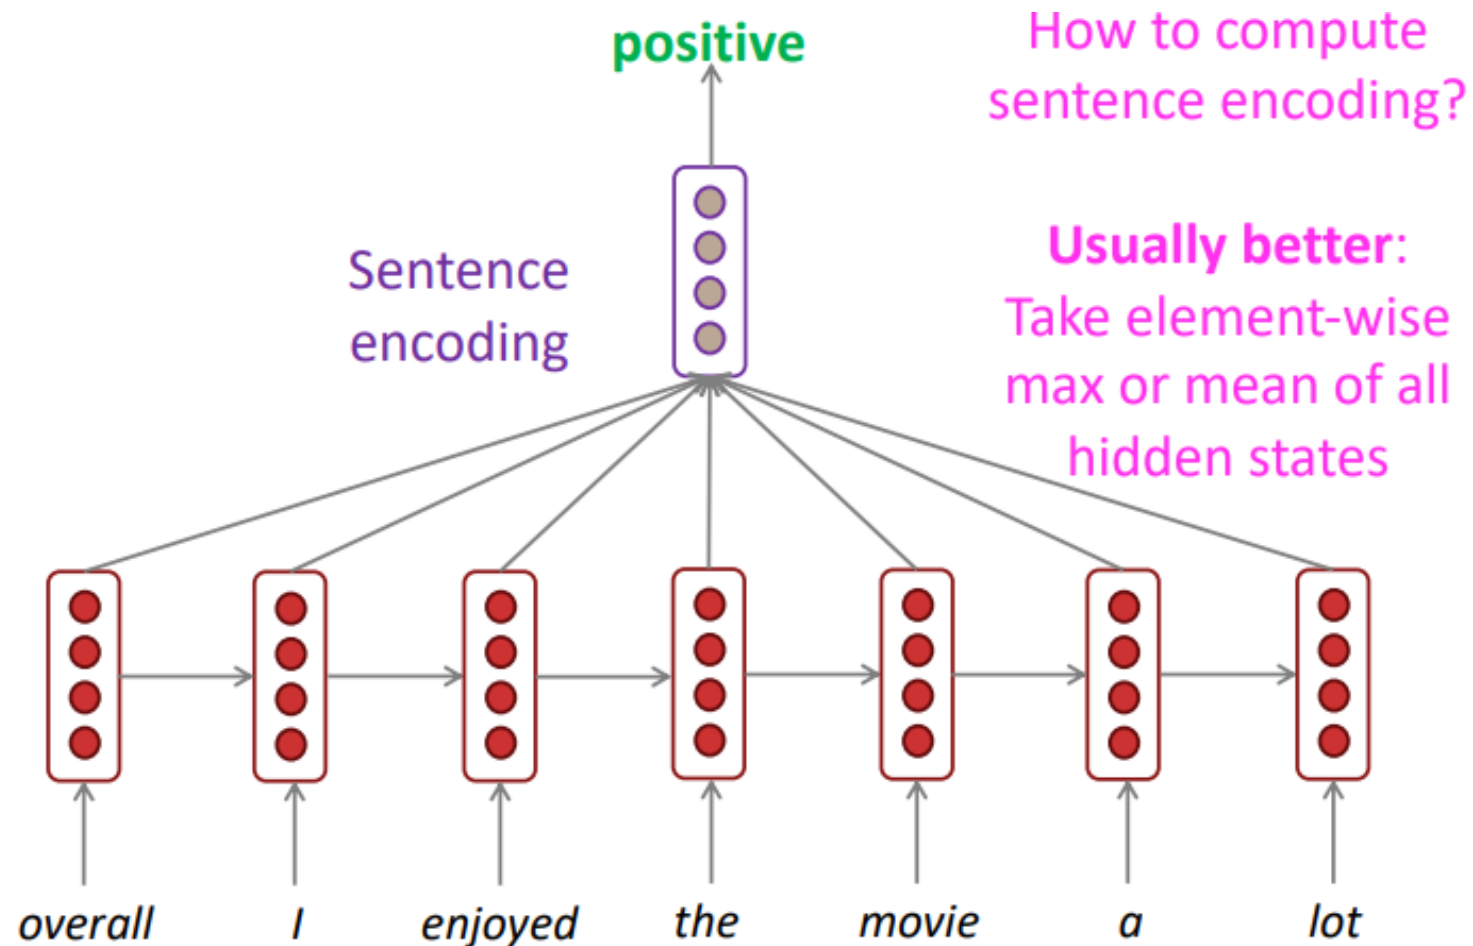 positive
How to compute
sentence encoding?
Sentence
encoding
Usually better:
Take element-wise
max or mean of all
hidden states
overall I enjoyed the movie a lot